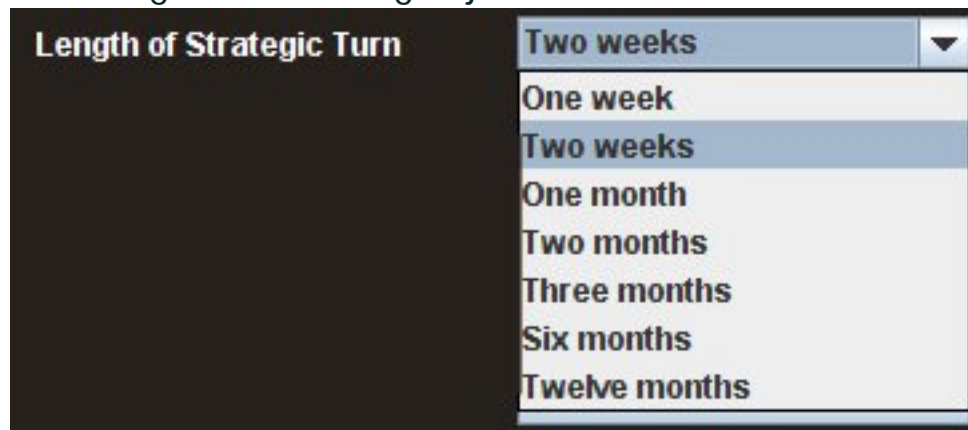 Length of Strategic Turn
Two weeks
One week
Two weeks
One month
Two months
Three months
Six months
Twelve months